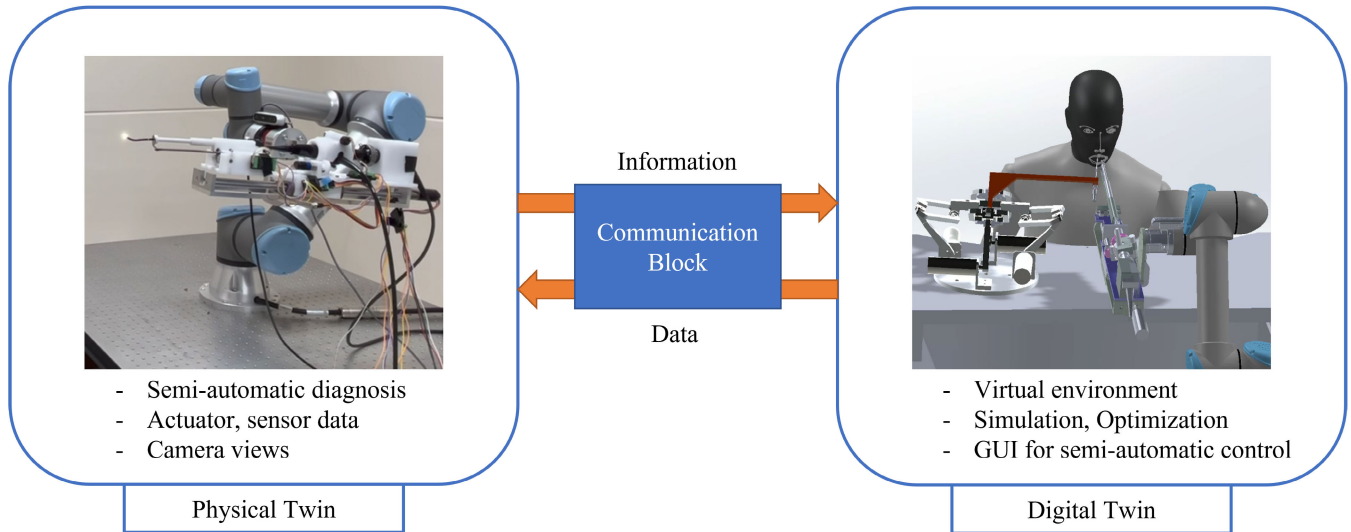 Information
Communication
Block
Data
- Semi-automatic diagnosis
- Actuator, sensor data
- Camera views
Physical Twin
- Virtual environment
- Simulation, Optimization
- GUI for semi-automatic control
Digital Twin